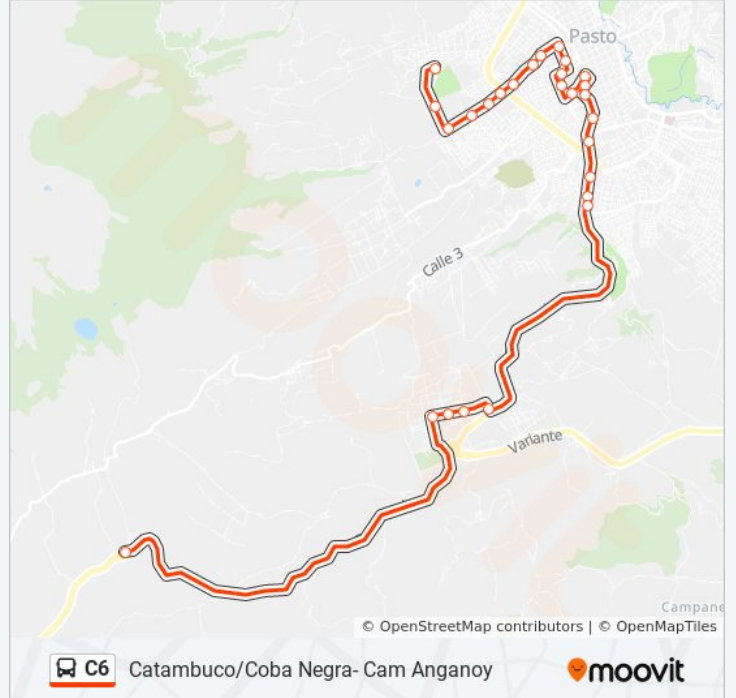 Pasto
Calle 3
Variante
Campane
© OpenStreetMap contributors | © OpenMapTiles
C6 Catambuco/Coba Negra- Cam Anganoy
moovit